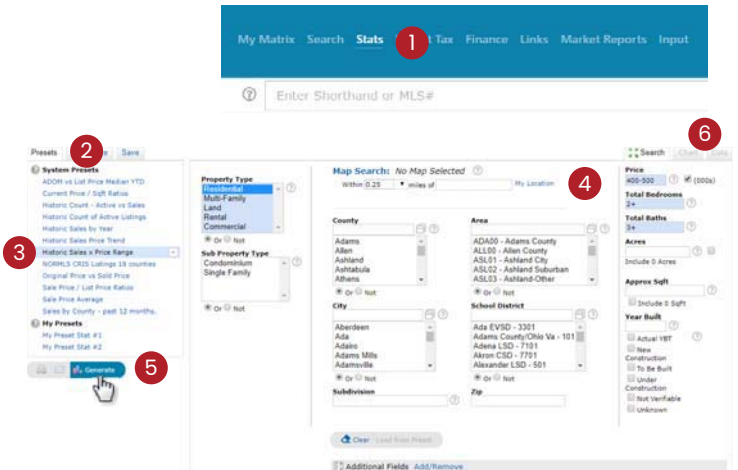 My Matrix Search Stats 1 t Tax Finance Links Market Reports Input
Enter Shorthand or MLS#
Presets 2 e Save
System Presets
ADOM vs List Price Median YTD
Current Price / Sqft Ratios
Historic Count - Active vs Sales
Historic Count of Active Listings
Historic Sales by Year
Historic Sales Price Trend
3 Historic Sales x Price Range
NORMLS CRIS Listings 18 counties
Original Price vs Sold Price
Sale Price / List Price Ratios
Sale Price Average
Sales by County - past 12 months.
My Presets
My Preset Stat #1
My Preset Stat #2
Generate 5
Property Type
Residential
Multi-Family
Land
Rental
Commercial
Or Not
Sub Property Type
Condominium
Single Family
Or Not
Map Search: No Map Selected
Within 0.25 miles of My Location 4
County
Adams
Allen
Ashland
Ashtabula
Athens
Or Not
City
Aberdeen
Ada
Adairo
Adams Mills
Adamsville
Or Not
Subdivision
Area
ADA00 - Adams County
ALL00 - Allen County
ASL01 - Ashland City
ASL02 - Ashland Suburban
ASL03 - Ashland-Other
Or Not
School District
Ada EVSD - 3301
Adams County/Ohio Va - 101
Adena LSD - 7101
Akron CSD - 7701
Alexander LSD - 501
Or Not
Zip
Clear Load from Preset
Additional Fields Add/Remove
6
Search Chart Data
Price
400-500 (000s)
Total Bedrooms
2+
Total Baths
3+
Acres
Include 0 Acres
Approx Sqft
Include 0 SqFt
Year Built
Actual YBT
New
Construction
To Be Built
Under
Construction
Not Verifiable
Unknown